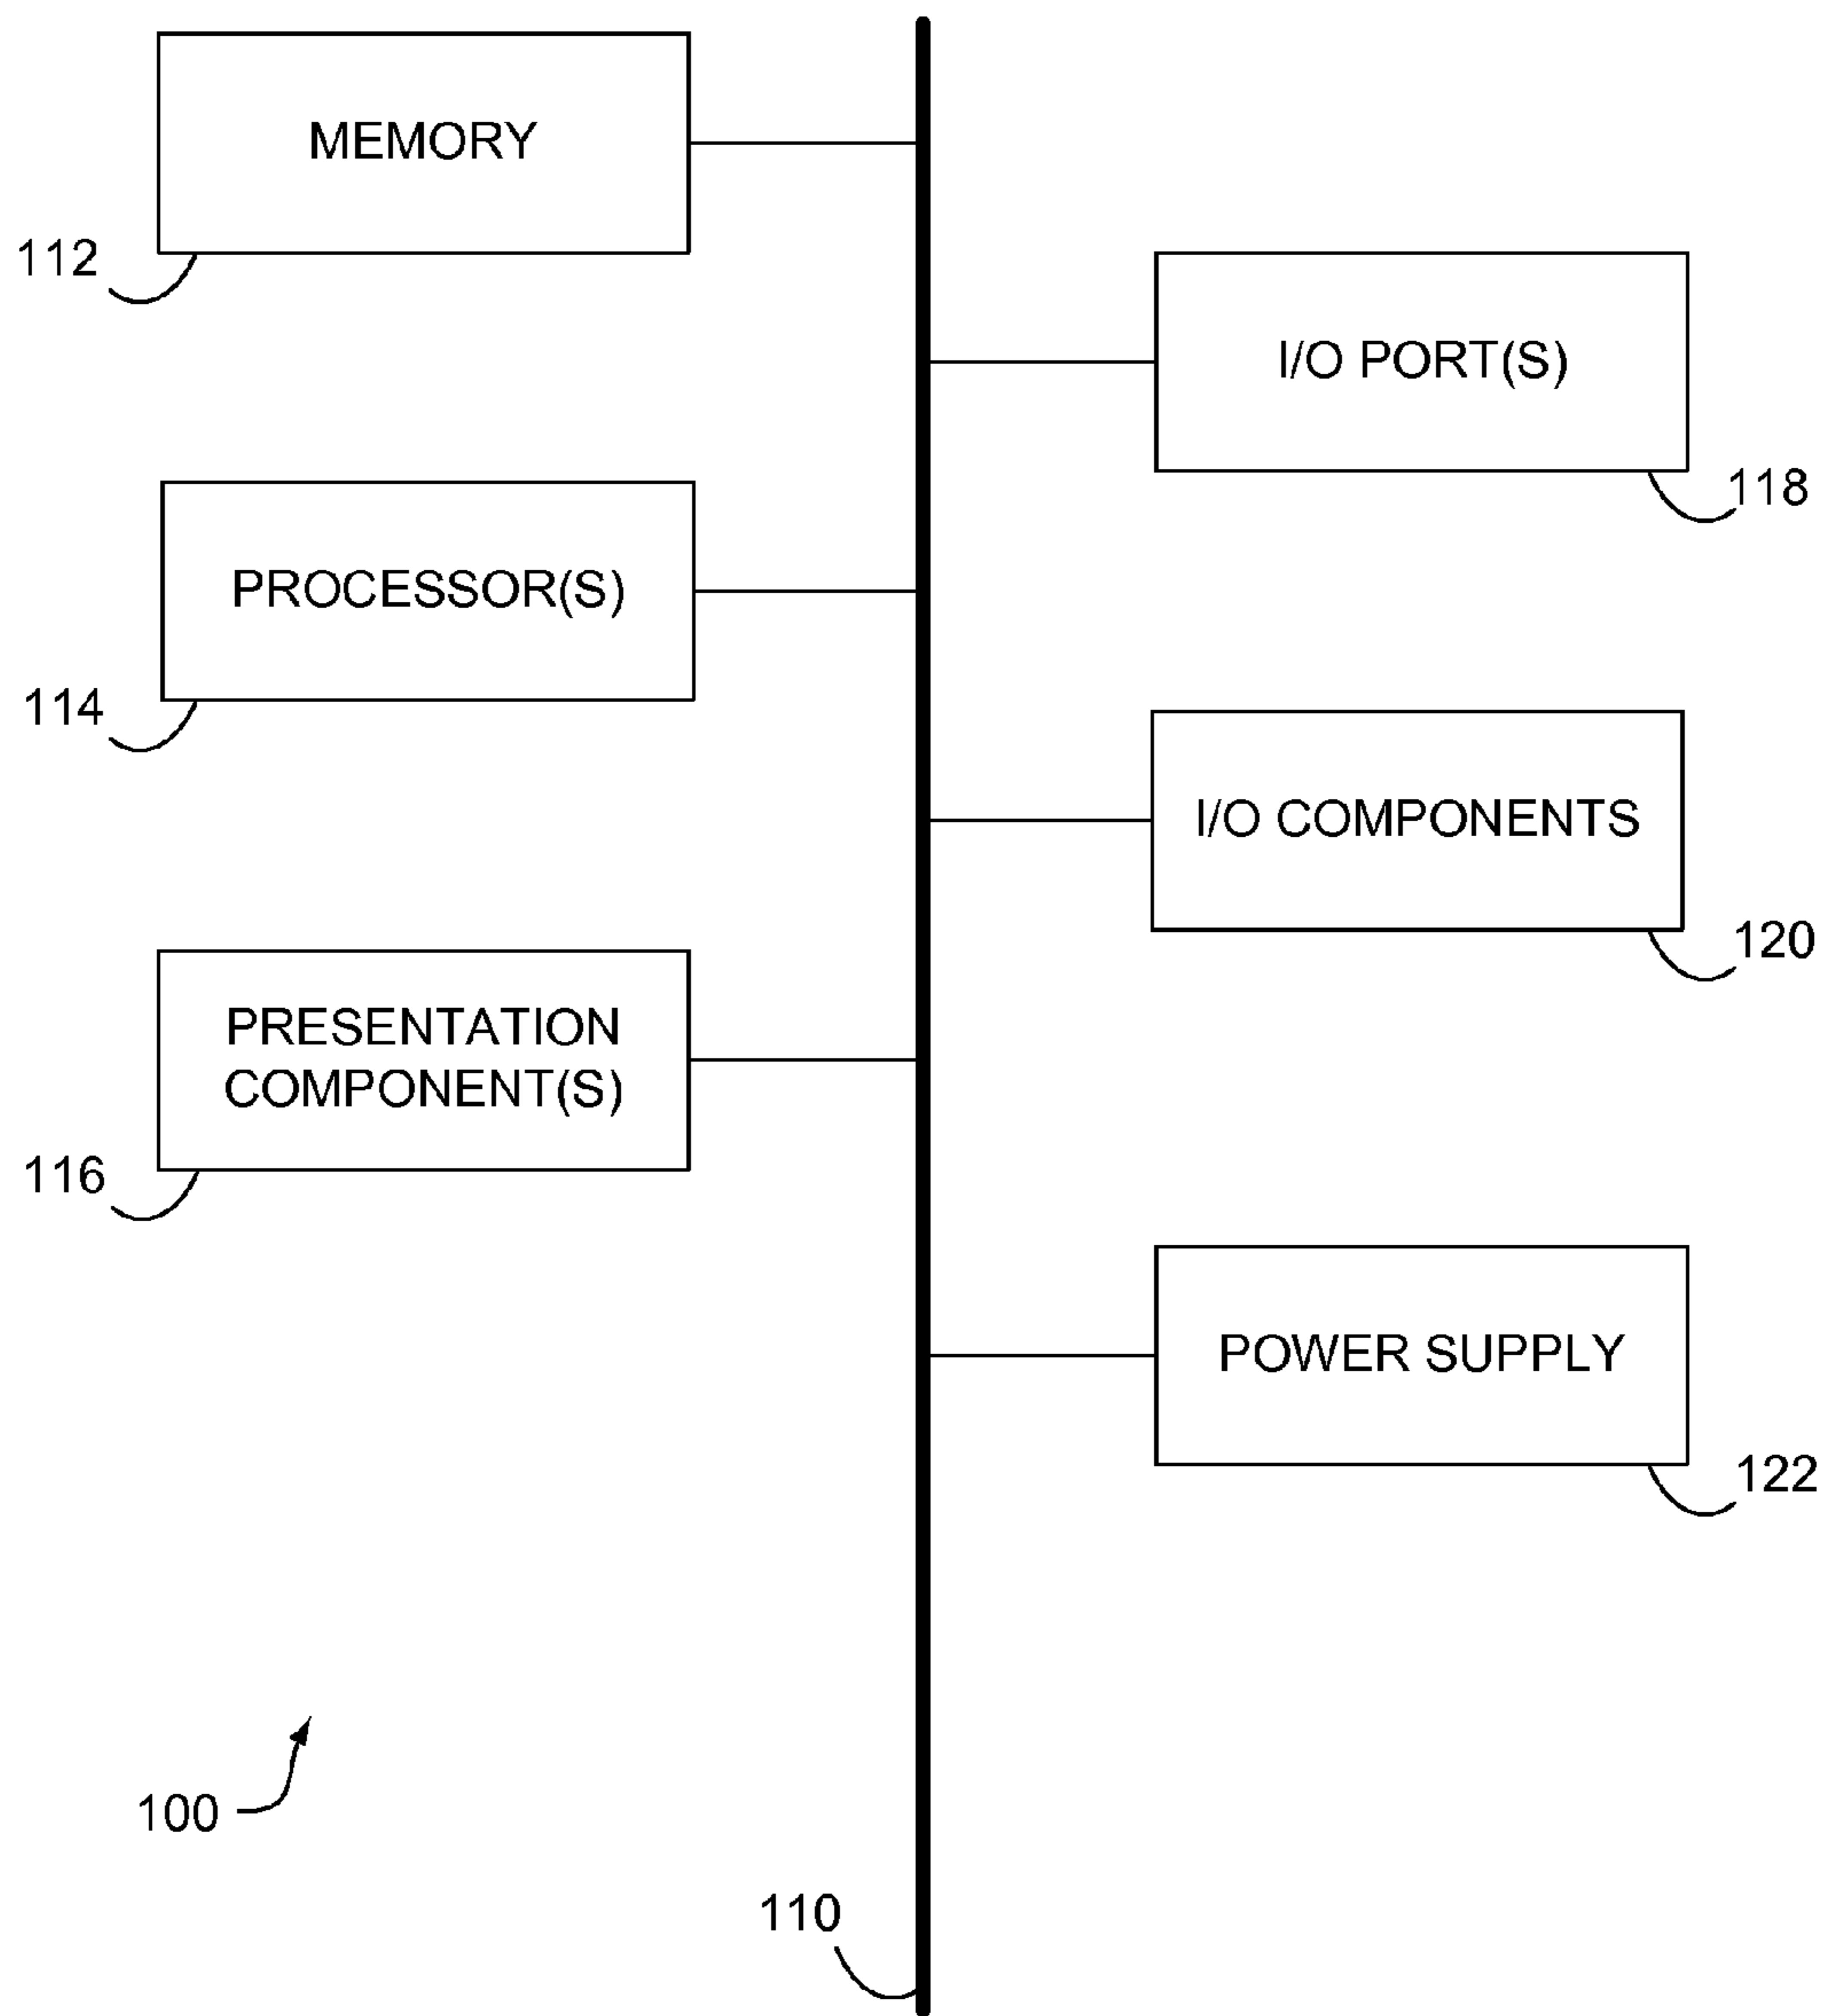 MEMORY
112
I/O PORT(S)
118
PROCESSOR(S)
114
I/O COMPONENTS
120
PRESENTATION
COMPONENT(S)
116
POWER SUPPLY
122
100
110